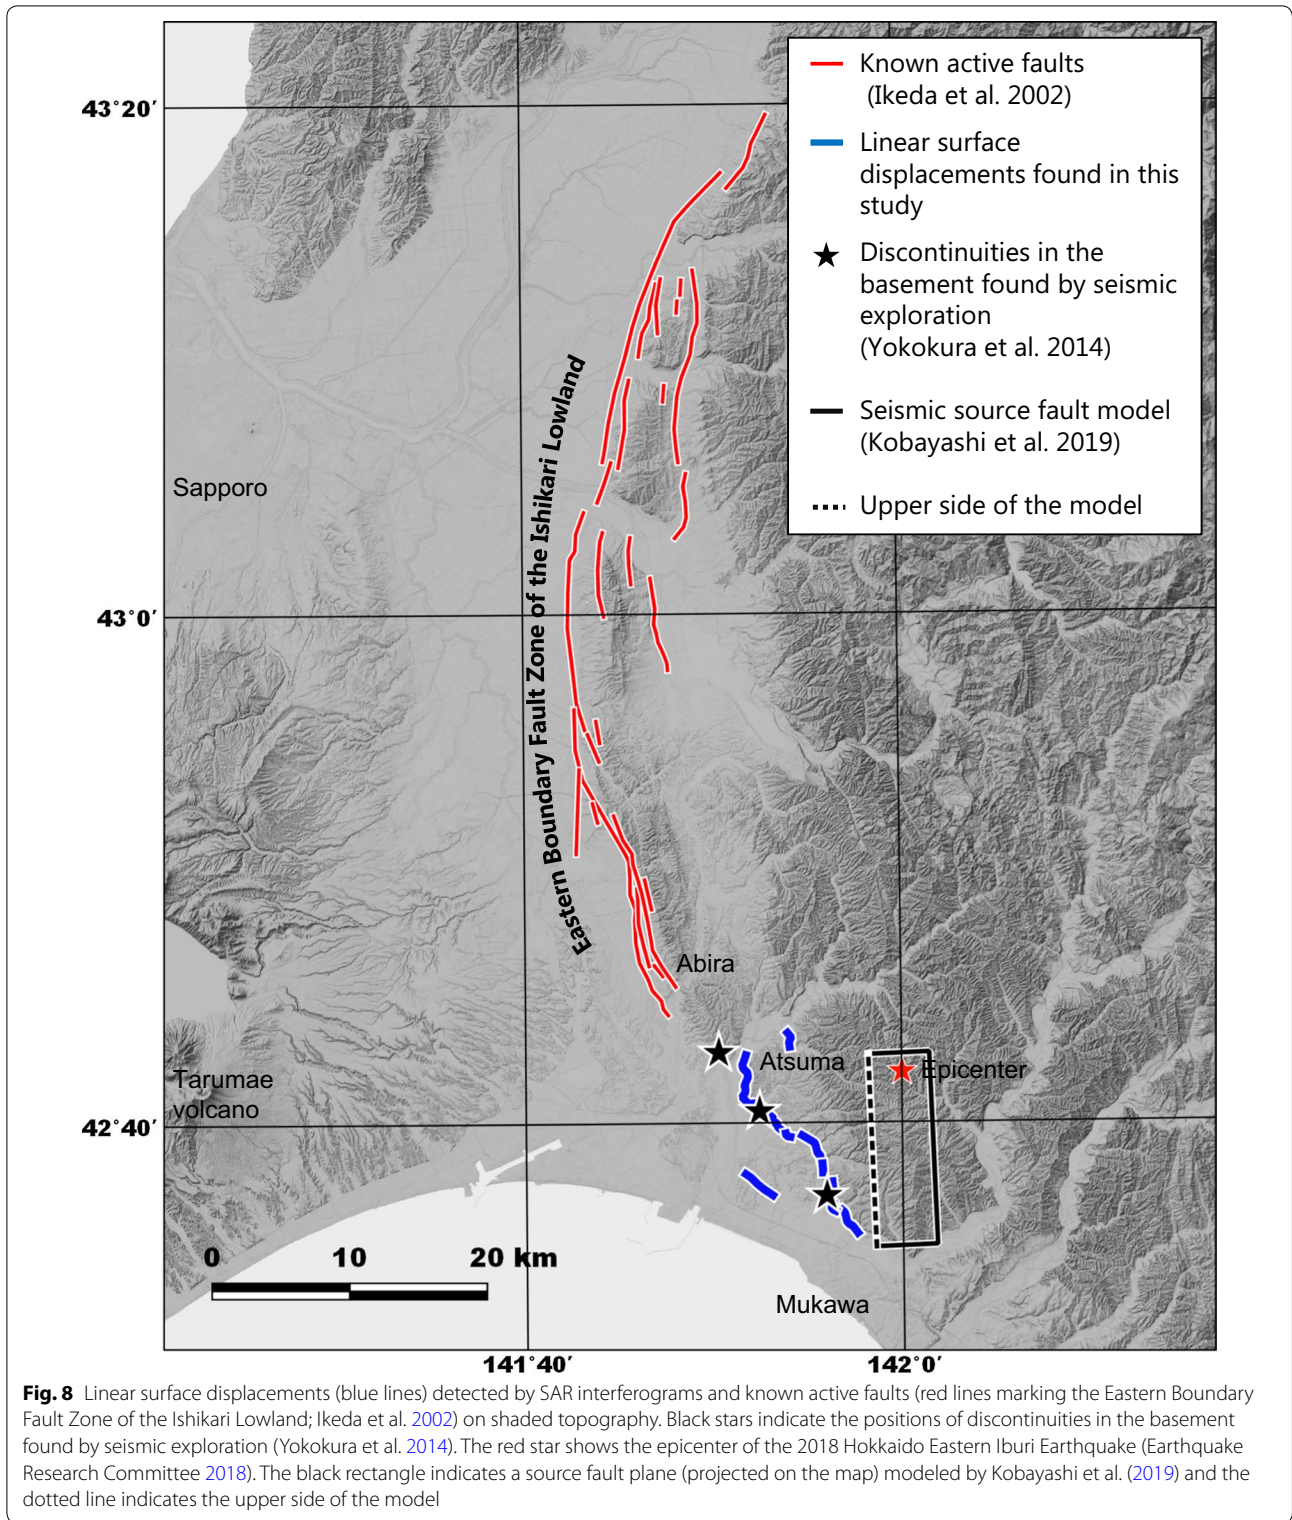 Known active faults
(Ikeda et al. 2002)
Linear surface
displacements found in this
study
Discontinuities in the
basement found by seismic
exploration
(Yokokura et al. 2014)
Seismic source fault model
(Kobayashi et al. 2019)
Upper side of the model
43°20′
Eastern Boundary Fault Zone of the Ishikari Lowland
Sapporo
43°0′
Abira
Atsuma
Epicenter
Tarumae
volcano
42°40′
0 10 20 km
Mukawa
141°40′ 142°0′
Fig. 8 Linear surface displacements (blue lines) detected by SAR interferograms and known active faults (red lines marking the Eastern Boundary
Fault Zone of the Ishikari Lowland; Ikeda et al. 2002) on shaded topography. Black stars indicate the positions of discontinuities in the basement
found by seismic exploration (Yokokura et al. 2014). The red star shows the epicenter of the 2018 Hokkaido Eastern Iburi Earthquake (Earthquake
Research Committee 2018). The black rectangle indicates a source fault plane (projected on the map) modeled by Kobayashi et al. (2019) and the
dotted line indicates the upper side of the model